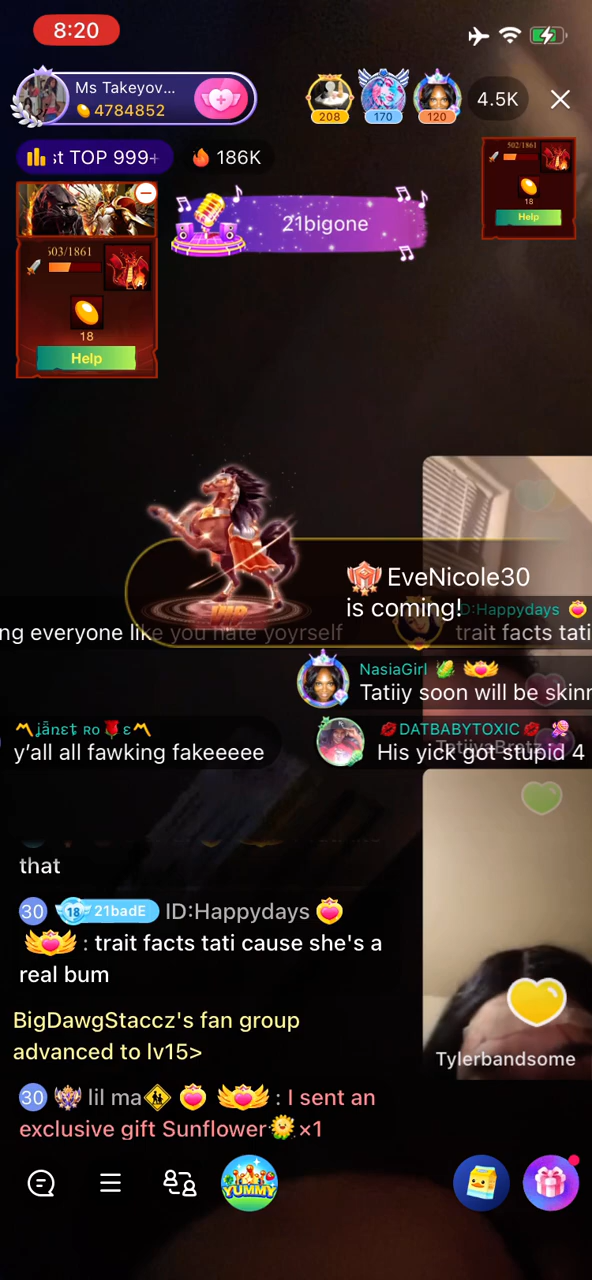 8:20
Ms Takeyov...
4784852
208
170
120
4.5K
st TOP 999+
186K
502/1861
18
Help
21bigone
503/1861
18
Help
EveNicole30
is coming!
VIP
D:Happydays
ng everyone like you hate yoyrself
trait facts tati
NasiaGirl
Tatiiy soon will be skinn
DATBABYTOXIC
y'all all fawking fakeeeee
His yick got stupid 4
TatiiyaBratz
that
30 18 21badE ID:Happydays
: trait facts tati cause she's a
real bum
BigDawgStaccz's fan group
advanced to lv15>
Tylerbandsome
30 lil ma : I sent an
exclusive gift Sunflower ×1
YUMMY